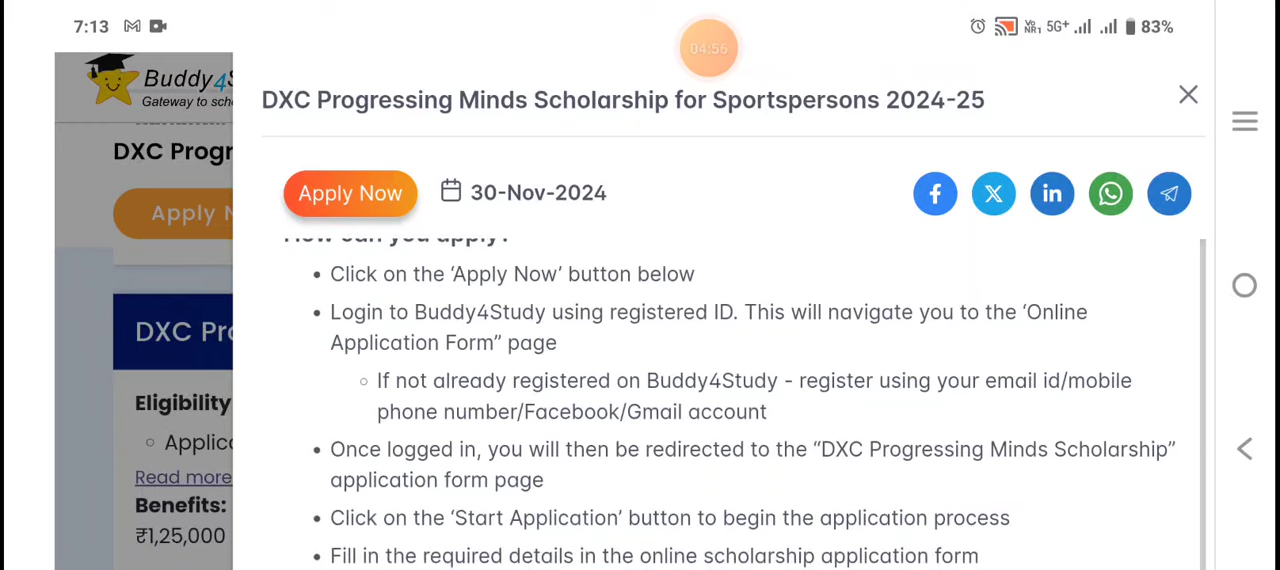 7:13
04:56
VoNR1 5G+ 83%
Buddy4S
Gateway to sch
DXC Progressing Minds Scholarship for Sportspersons 2024-25
DXC Progr
Apply Now
30-Nov-2024
Apply N
How can you apply?
• Click on the ‘Apply Now’ button below
• Login to Buddy4Study using registered ID. This will navigate you to the ‘Online
Application Form” page
◦ If not already registered on Buddy4Study - register using your email id/mobile
phone number/Facebook/Gmail account
• Once logged in, you will then be redirected to the “DXC Progressing Minds Scholarship”
application form page
• Click on the ‘Start Application’ button to begin the application process
• Fill in the required details in the online scholarship application form
DXC Pro
Eligibility
◦ Applic
Read more
Benefits:
₹1,25,000